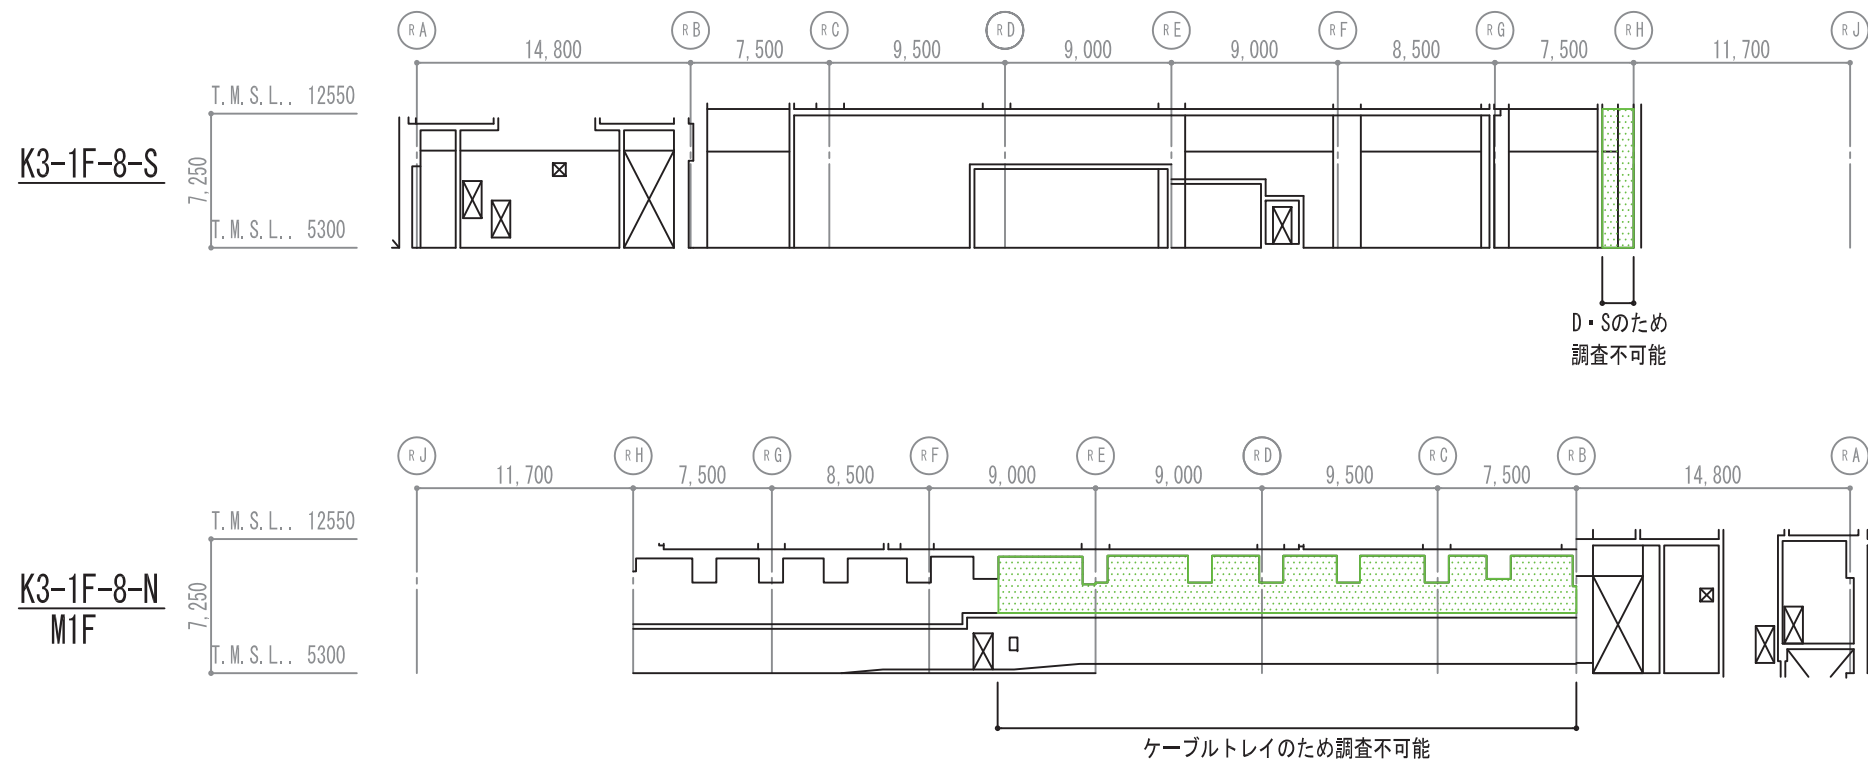 RA RB RC RD RE RF RG RH RJ
14,800 7,500 9,500 9,000 9,000 8,500 7,500 11,700
T.M.S.L.. 12550
K3-1F-8-S
7,250
T.M.S.L.. 5300
D・Sのため
調査不可能
RJ RH RG RF RE RD RC RB RA
11,700 7,500 8,500 9,000 9,000 9,500 7,500 14,800
T.M.S.L.. 12550
K3-1F-8-N
M1F
7,250
T.M.S.L.. 5300
ケーブルトレイのため調査不可能